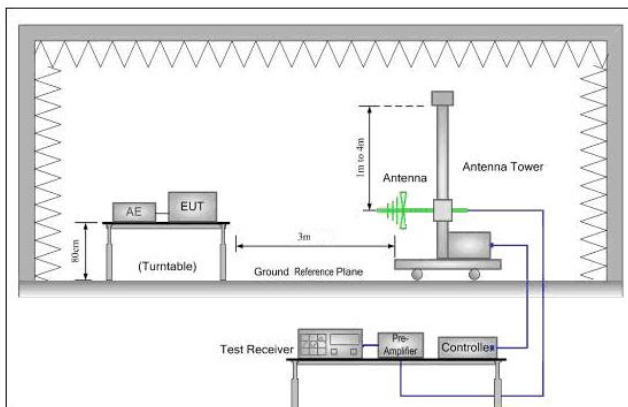 1m to 4m
Antenna
Antenna Tower
AE
EUT
80cm
3m
(Turntable)
Ground Reference Plane
Test Receiver
Pre-
Amplifier
Controller